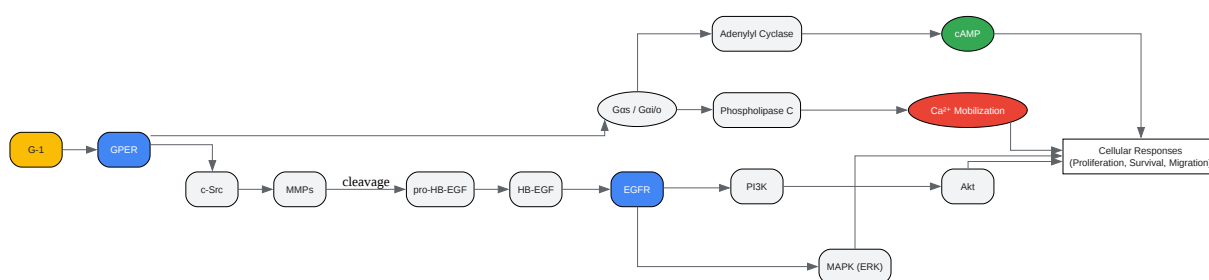 Adenylyl Cyclase
cAMP
Gαs / Gαi/o
Phospholipase C
Ca²⁺ Mobilization
G-1
GPER
Cellular Responses
(Proliferation, Survival, Migration)
c-Src
MMPs
cleavage
pro-HB-EGF
HB-EGF
EGFR
PI3K
Akt
MAPK (ERK)